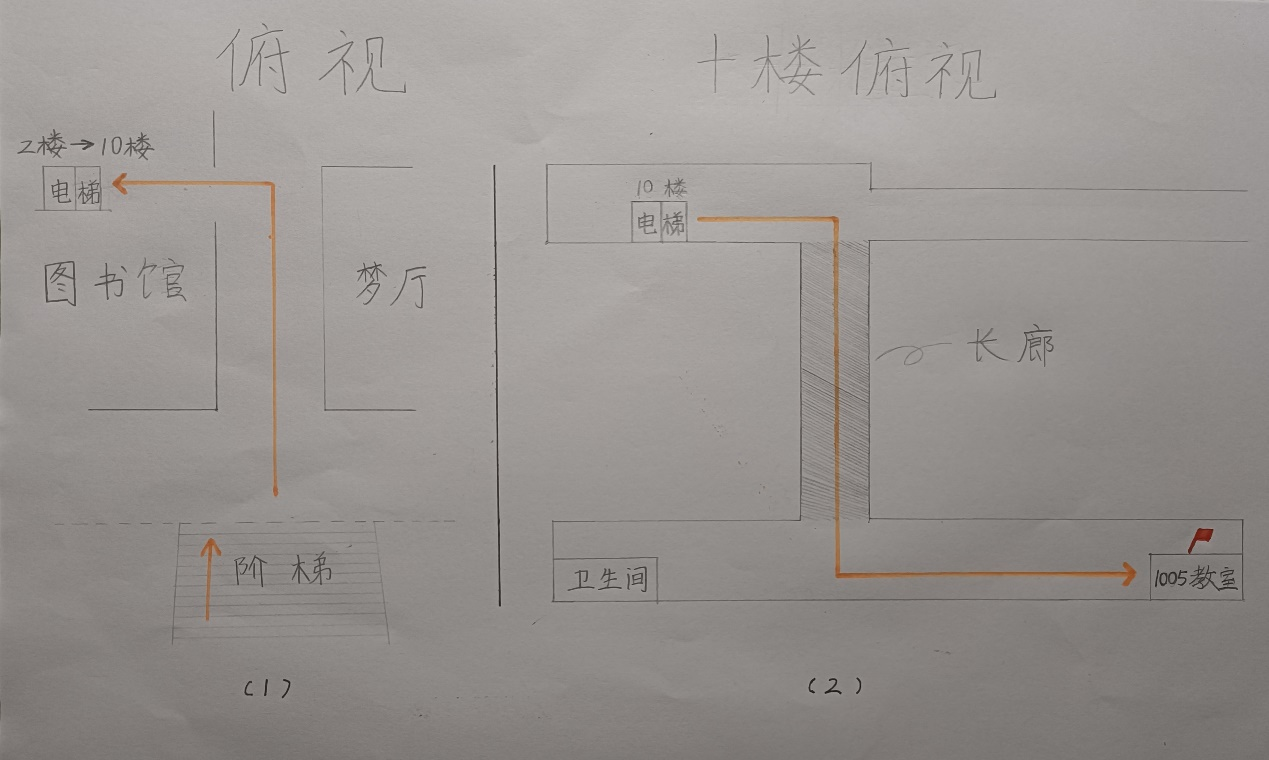 俯视
2楼→10楼
电梯
图书馆
梦厅
阶梯
(1)
十楼俯视
10楼
电梯
长廊
卫生间
1005教室
(2)